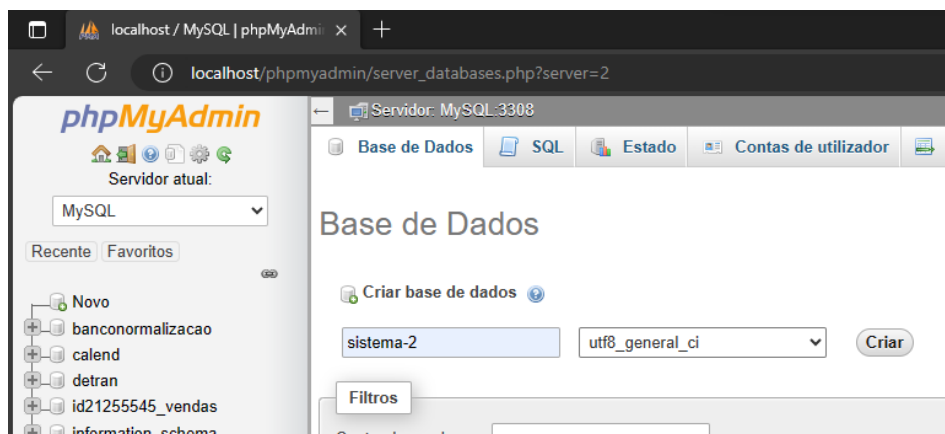 localhost / MySQL | phpMyAdmi
localhost/phpmyadmin/server_databases.php?server=2
phpMyAdmin
Servidor atual:
MySQL
Recente Favoritos
Novo
banconormalizacao
calend
detran
id21255545_vendas
information_schema
Servidor: MySQL:3308
Base de Dados SQL Estado Contas de utilizador
Base de Dados
Criar base de dados
sistema-2 utf8_general_ci Criar
Filtros